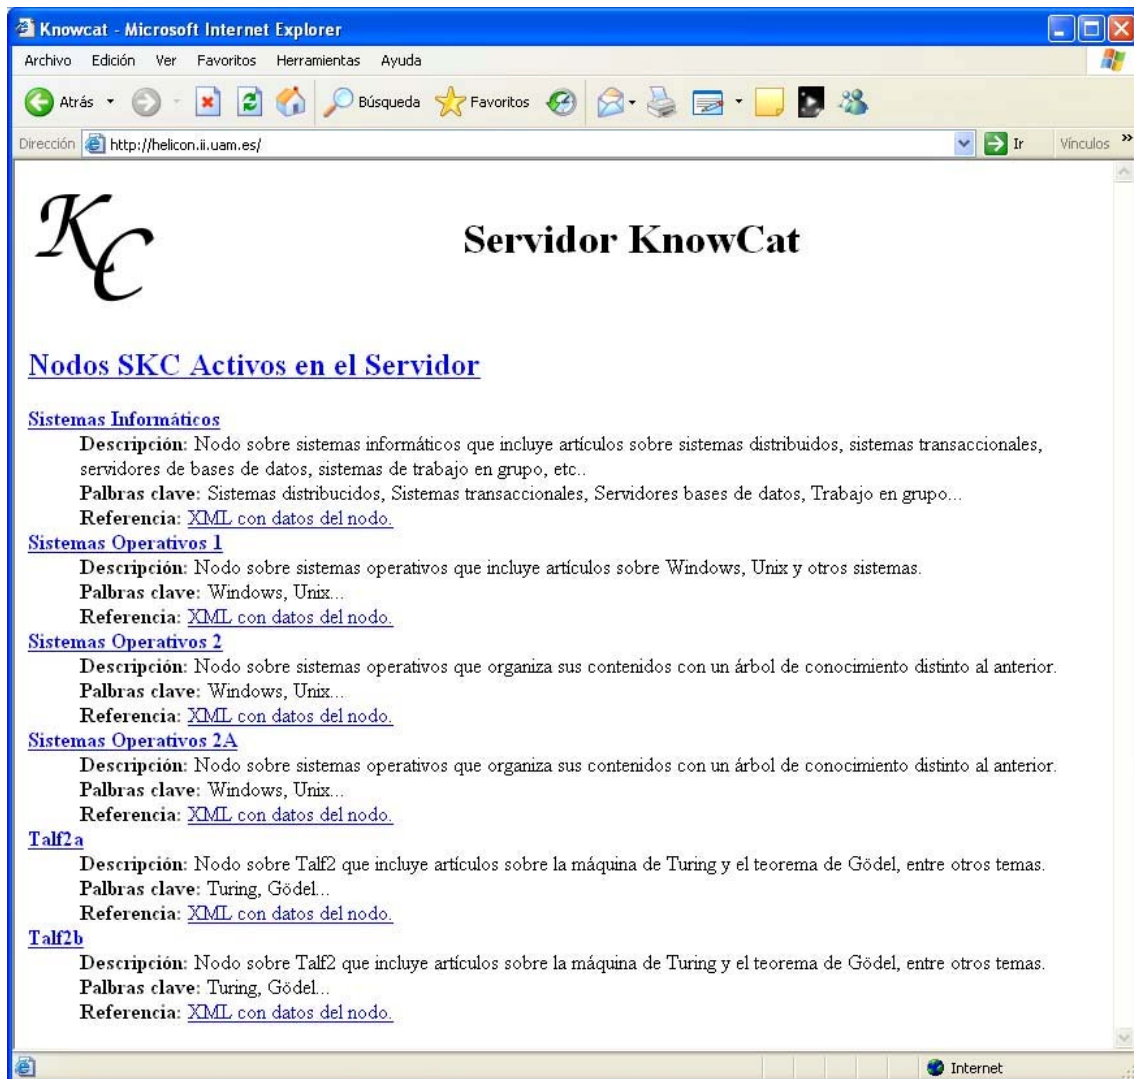 Knowcat - Microsoft Internet Explorer
Archivo Edición Ver Favoritos Herramientas Ayuda
Atrás Búsqueda Favoritos
Dirección http://helicon.ii.uam.es/ Ir Vínculos »
KC
Servidor KnowCat
Nodos SKC Activos en el Servidor
Sistemas Informáticos
Descripción: Nodo sobre sistemas informáticos que incluye artículos sobre sistemas distribuidos, sistemas transaccionales,
servidores de bases de datos, sistemas de trabajo en grupo, etc..
Palbras clave: Sistemas distribucidos, Sistemas transaccionales, Servidores bases de datos, Trabajo en grupo...
Referencia: XML con datos del nodo.
Sistemas Operativos 1
Descripción: Nodo sobre sistemas operativos que incluye artículos sobre Windows, Unix y otros sistemas.
Palbras clave: Windows, Unix...
Referencia: XML con datos del nodo.
Sistemas Operativos 2
Descripción: Nodo sobre sistemas operativos que organiza sus contenidos con un árbol de conocimiento distinto al anterior.
Palbras clave: Windows, Unix...
Referencia: XML con datos del nodo.
Sistemas Operativos 2A
Descripción: Nodo sobre sistemas operativos que organiza sus contenidos con un árbol de conocimiento distinto al anterior.
Palbras clave: Windows, Unix...
Referencia: XML con datos del nodo.
Talf2a
Descripción: Nodo sobre Talf2 que incluye artículos sobre la máquina de Turing y el teorema de Gödel, entre otros temas.
Palbras clave: Turing, Gödel...
Referencia: XML con datos del nodo.
Talf2b
Descripción: Nodo sobre Talf2 que incluye artículos sobre la máquina de Turing y el teorema de Gödel, entre otros temas.
Palbras clave: Turing, Gödel...
Referencia: XML con datos del nodo.
Internet